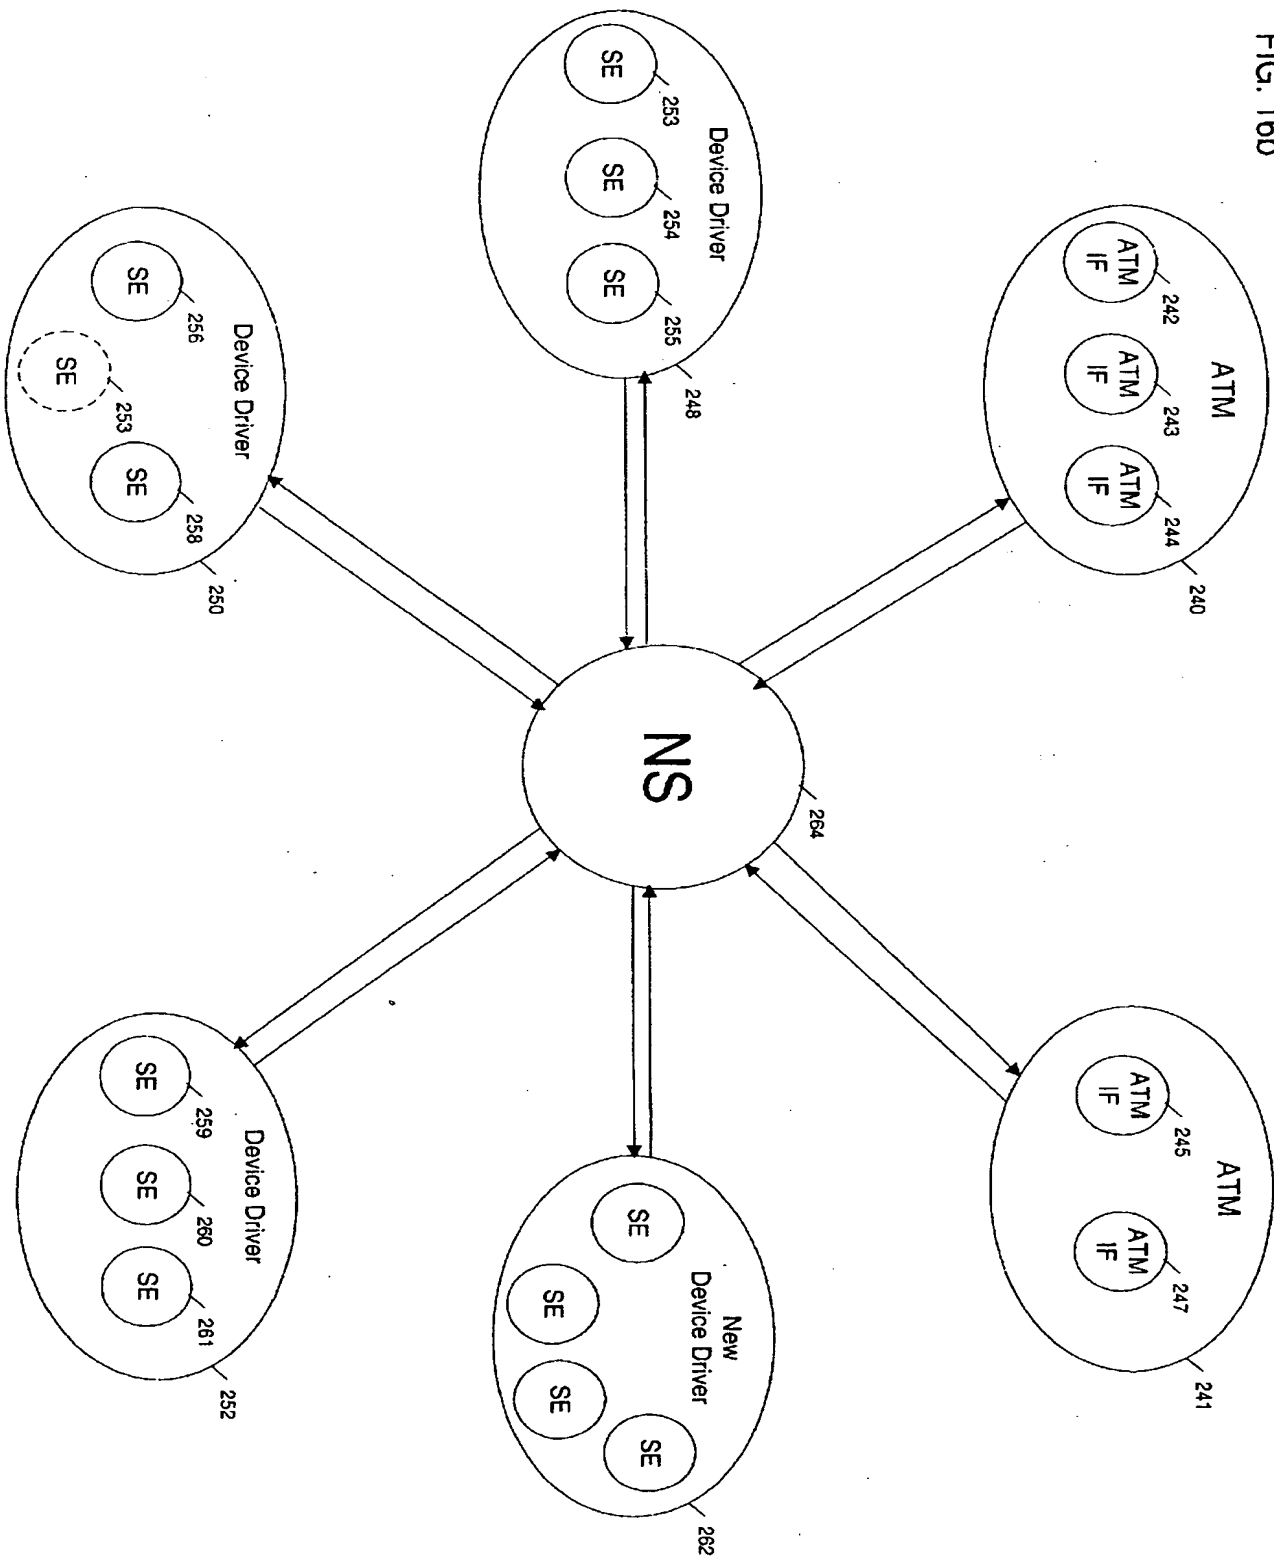 FIG. 16b
ATM
242
243
244
ATM
IF
ATM
IF
ATM
IF
240
ATM
245
247
ATM
IF
ATM
IF
241
Device Driver
253
254
255
SE
SE
SE
248
NS
264
New
Device Driver
SE
SE
SE
SE
262
Device Driver
256
258
SE
SE
253
SE
250
Device Driver
259
260
261
SE
SE
SE
252